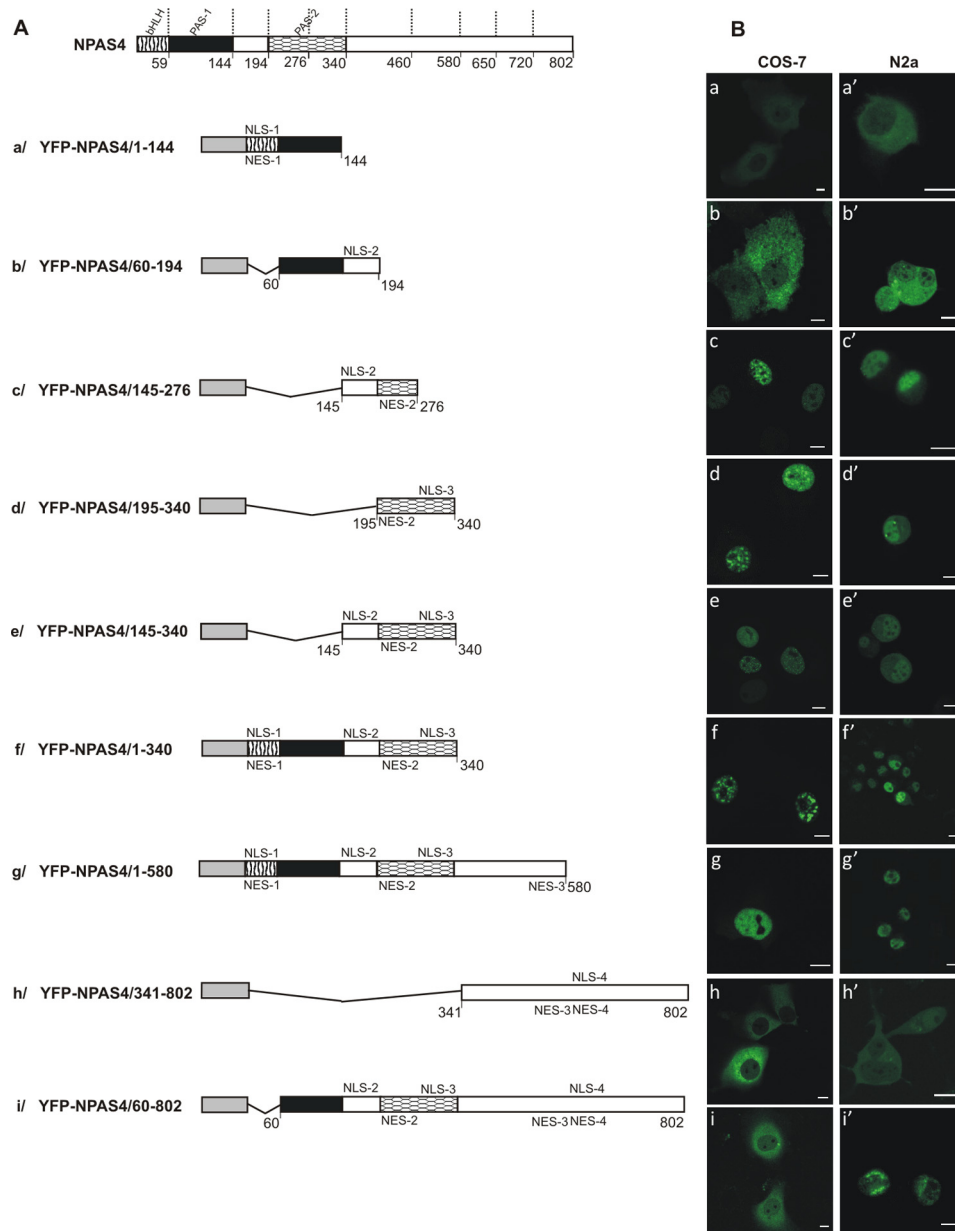 A
bHLH PAS-1 PAS-2
NPAS4
59 144 194 276 340 460 580 650 720 802
NLS-1
a/ YFP-NPAS4/1-144
NES-1 144
NLS-2
b/ YFP-NPAS4/60-194
60 194
NLS-2
c/ YFP-NPAS4/145-276
145 NES-2 276
NLS-3
d/ YFP-NPAS4/195-340
195 NES-2 340
NLS-2 NLS-3
e/ YFP-NPAS4/145-340
145 NES-2 340
NLS-1 NLS-2 NLS-3
f/ YFP-NPAS4/1-340
NES-1 NES-2 340
NLS-1 NLS-2 NLS-3
g/ YFP-NPAS4/1-580
NES-1 NES-2 NES-3 580
NLS-4
h/ YFP-NPAS4/341-802
341 NES-3 NES-4 802
NLS-2 NLS-3 NLS-4
i/ YFP-NPAS4/60-802
60 NES-2 NES-3 NES-4 802
B
COS-7 N2a
a a'
b b'
c c'
d d'
e e'
f f'
g g'
h h'
i i'